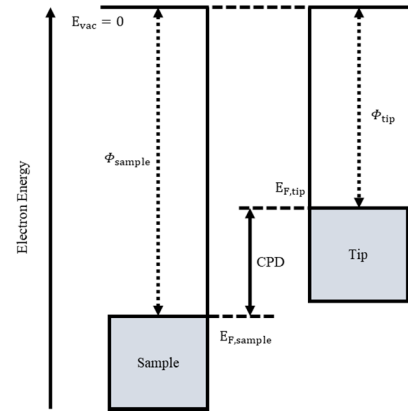 E_vac = 0
Φ_sample
Φ_tip
E_F,tip
CPD
Tip
E_F,sample
Sample
Electron Energy